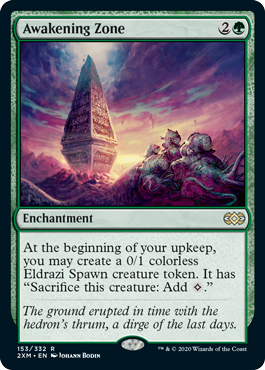 Awakening Zone 2
Enchantment
At the beginning of your upkeep,
you may create a 0/1 colorless
Eldrazi Spawn creature token. It has
“Sacrifice this creature: Add ◇.”
The ground erupted in time with the
hedron's thrum, a dirge of the last days.
153/332 R
2XM • EN Johann Bodin ™ & © 2020 Wizards of the Coast